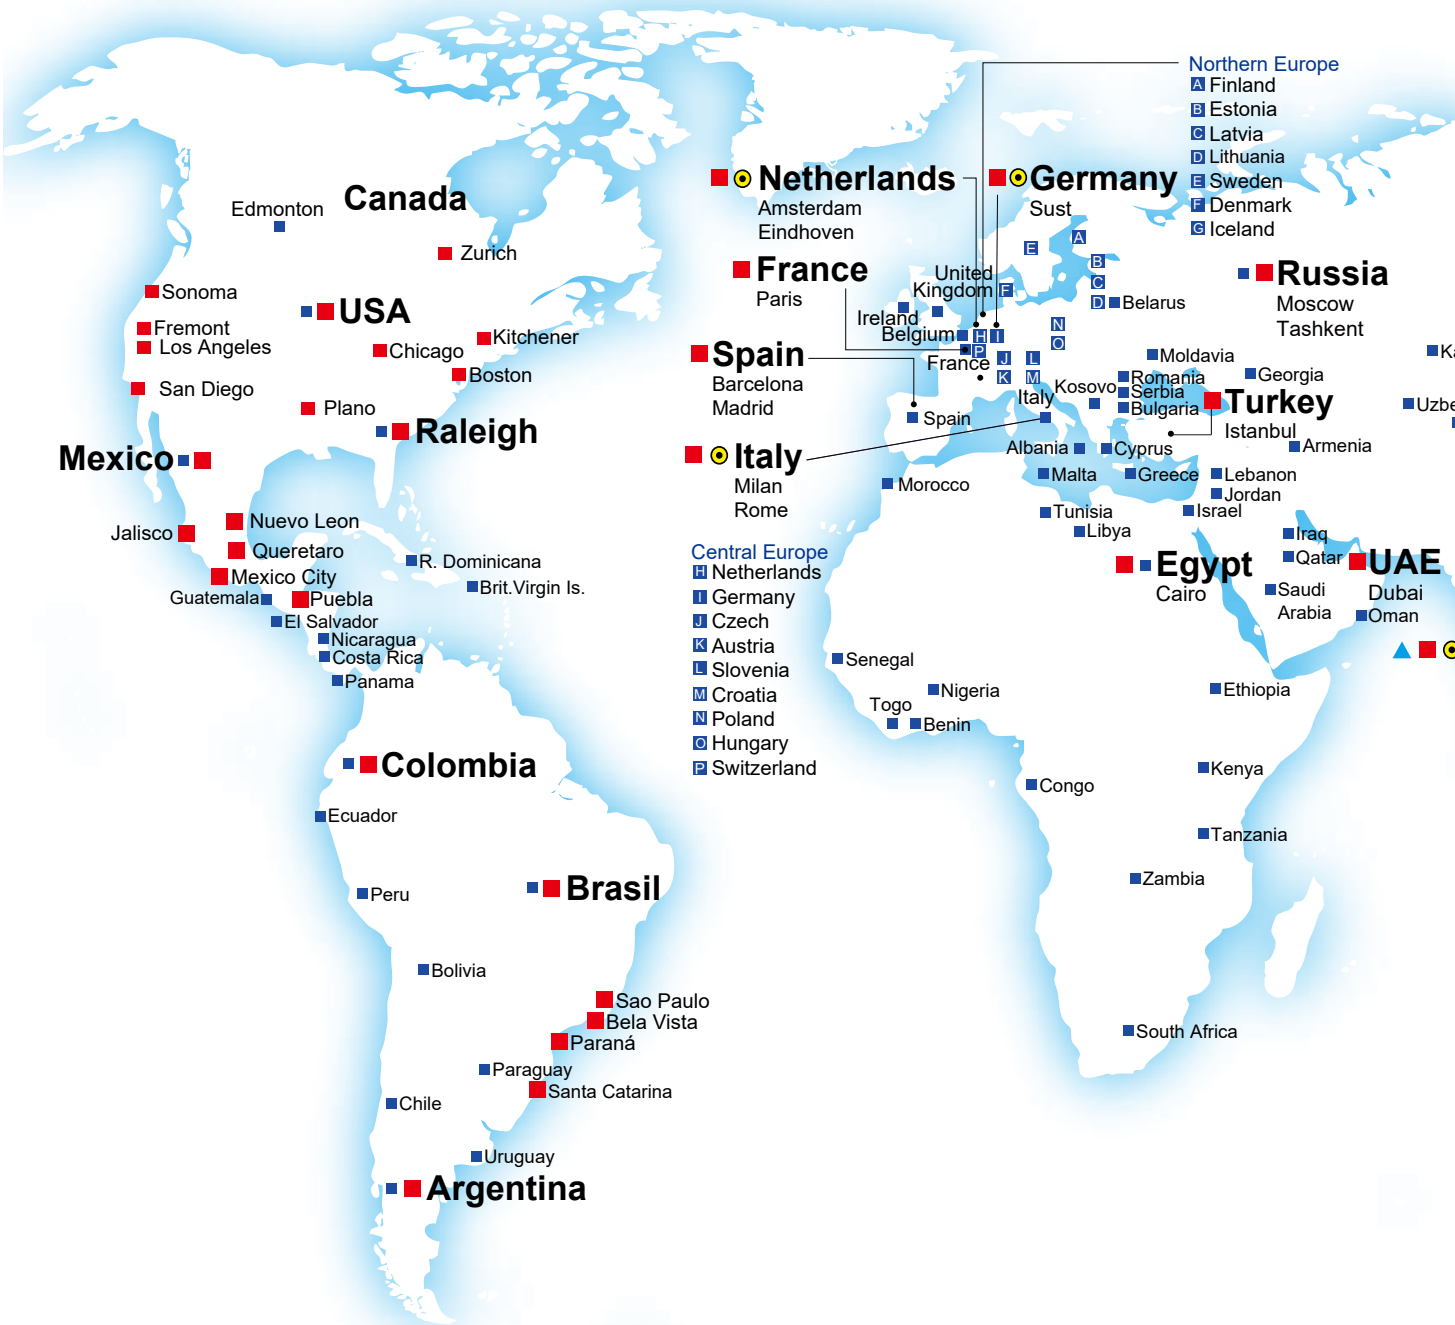 Northern Europe
A Finland
B Estonia
C Latvia
D Lithuania
E Sweden
F Denmark
G Iceland
Netherlands
Amsterdam
Eindhoven
Germany
Sust
Canada
Edmonton
Zurich
France
Paris
E
A
B
C
D
F
United
Kingdom
Ireland
Belgium
Belarus
Russia
Moscow
Tashkent
Sonoma
USA
Fremont
Los Angeles
Kitchener
Chicago
Boston
San Diego
Plano
Raleigh
Mexico
Spain
Barcelona
Madrid
H
I
P
J
K
L
M
N
O
France
Moldavia
Romania
Serbia
Bulgaria
Kosovo
Georgia
Italy
Spain
Turkey
Istanbul
Armenia
Albania
Cyprus
Italy
Milan
Rome
Malta
Greece
Lebanon
Jordan
Morocco
Tunisia
Israel
Libya
Iraq
Qatar
UAE
Dubai
Oman
Egypt
Cairo
Saudi
Arabia
Jalisco
Nuevo Leon
Queretaro
Mexico City
Guatemala
Puebla
El Salvador
Nicaragua
Costa Rica
Panama
R. Dominicana
Brit.Virgin Is.
Central Europe
H Netherlands
I Germany
J Czech
K Austria
L Slovenia
M Croatia
N Poland
O Hungary
P Switzerland
Senegal
Nigeria
Togo
Benin
Ethiopia
Colombia
Congo
Kenya
Ecuador
Tanzania
Peru
Brasil
Zambia
Bolivia
Sao Paulo
Bela Vista
Paraná
South Africa
Paraguay
Santa Catarina
Chile
Uruguay
Argentina